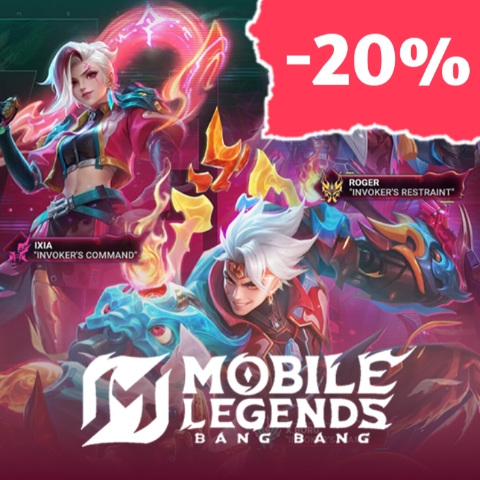 -20%
ROGER
"INVOKER'S RESTRAINT"
IXIA
"INVOKER'S COMMAND"
MOBILE
LEGENDS
BANG BANG